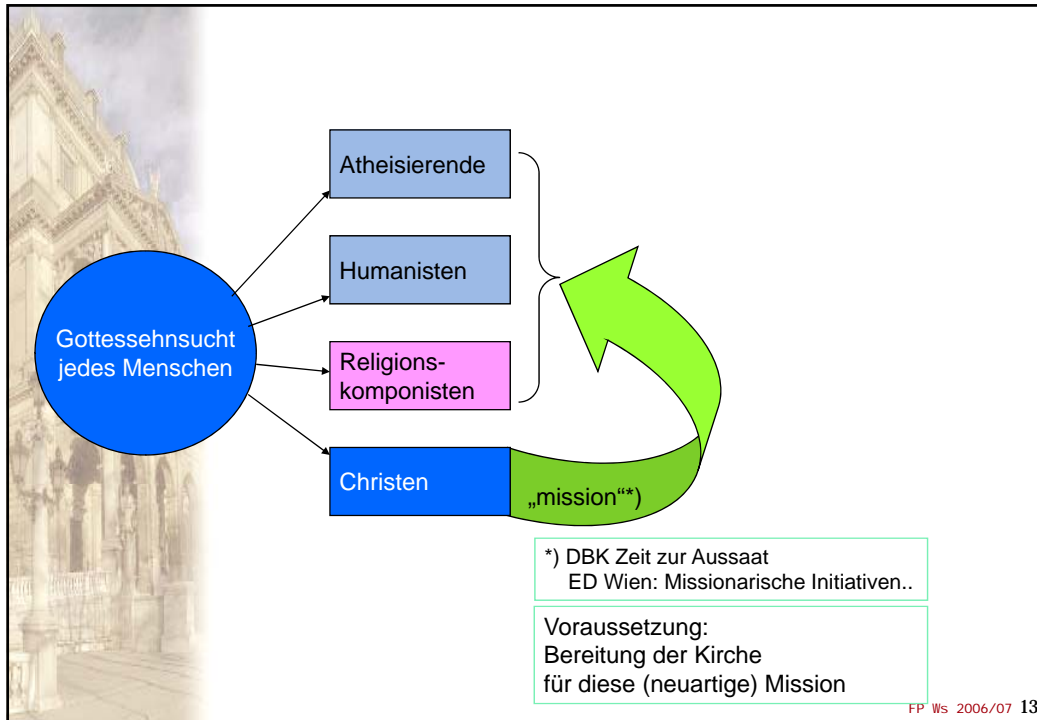 Atheisierende
Humanisten
Gottessehnsucht
jedes Menschen
Religions-
komponisten
Christen
„mission“*)
*) DBK Zeit zur Aussaat
ED Wien: Missionarische Initiativen..
Voraussetzung:
Bereitung der Kirche
für diese (neuartige) Mission
FP Ws 2006/07 13